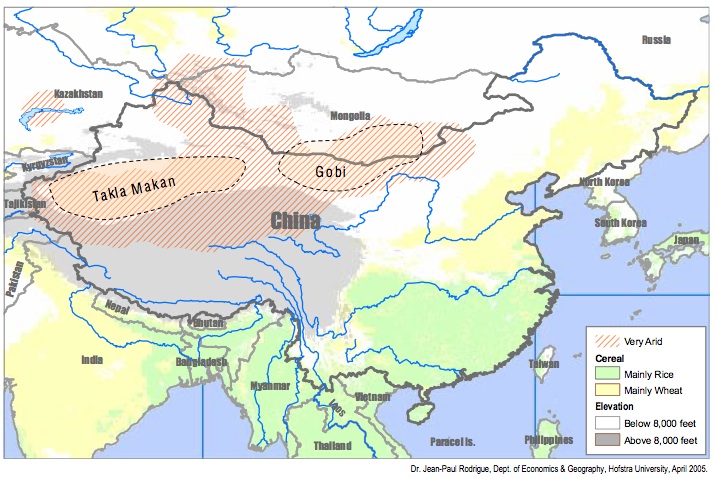 Russia
Kazakhstan
Mongolia
Kyrgyzstan
Gobi
Takla Makan
North Korea
Tajikistan
China
South Korea
Japan
Pakistan
Nepal
Bhutan
India
Bangladesh
Myanmar
Taiwan
Vietnam
Laos
Thailand
Paracel Is.
Philippines
Very Arid
Cereal
Mainly Rice
Mainly Wheat
Elevation
Below 8,000 feet
Above 8,000 feet
Dr. Jean-Paul Rodrigue, Dept. of Economics & Geography, Hofstra University, April 2005.